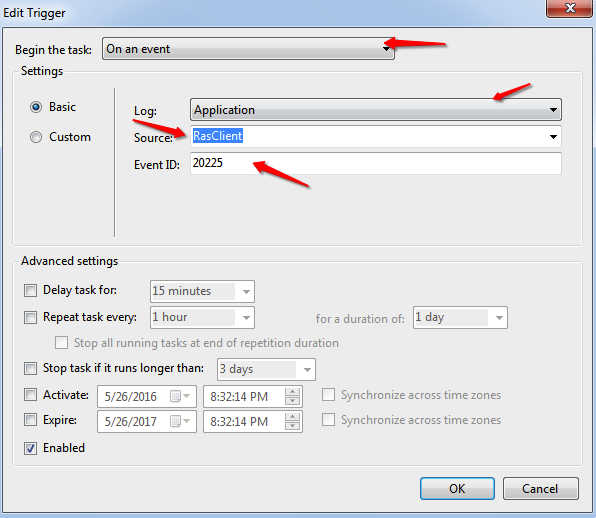 Edit Trigger
Begin the task: On an event
Settings
Basic
Custom
Log: Application
Source: RasClient
Event ID: 20225
Advanced settings
Delay task for: 15 minutes
Repeat task every: 1 hour for a duration of: 1 day
Stop all running tasks at end of repetition duration
Stop task if it runs longer than: 3 days
Activate: 5/26/2016 8:32:14 PM Synchronize across time zones
Expire: 5/26/2017 8:32:14 PM Synchronize across time zones
Enabled
OK Cancel